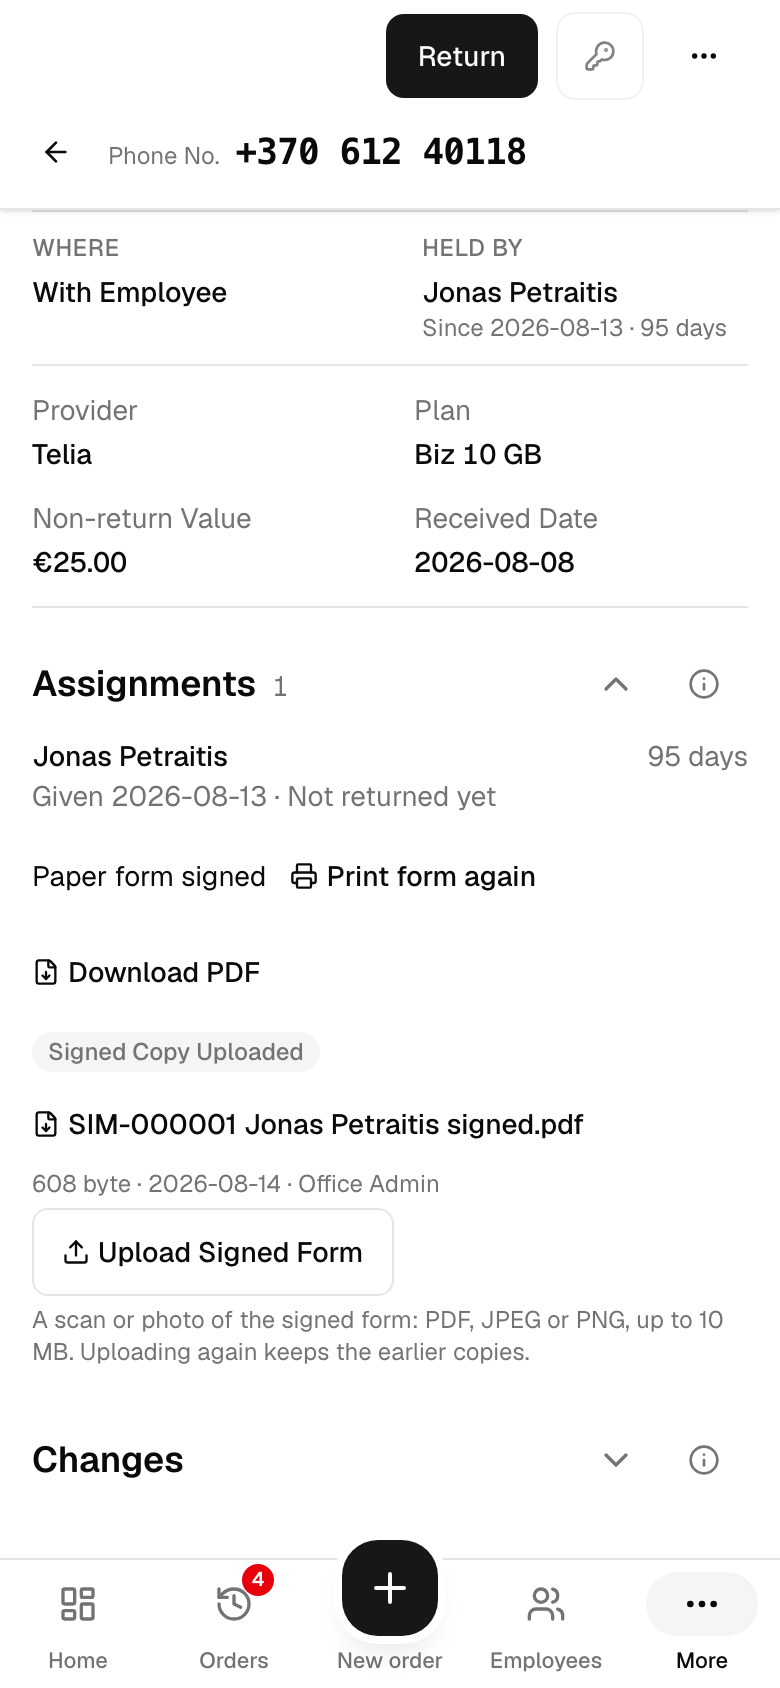 Return
Phone No. +370 612 40118
WHERE
HELD BY
With Employee
Jonas Petraitis
Since 2026-08-13 · 95 days
Provider
Plan
Telia
Biz 10 GB
Non-return Value
Received Date
€25.00
2026-08-08
Assignments 1
Jonas Petraitis
95 days
Given 2026-08-13 · Not returned yet
Paper form signed
Print form again
Download PDF
Signed Copy Uploaded
SIM-000001 Jonas Petraitis signed.pdf
608 byte · 2026-08-14 · Office Admin
Upload Signed Form
A scan or photo of the signed form: PDF, JPEG or PNG, up to 10
MB. Uploading again keeps the earlier copies.
Changes
4
Home
Orders
New order
Employees
More